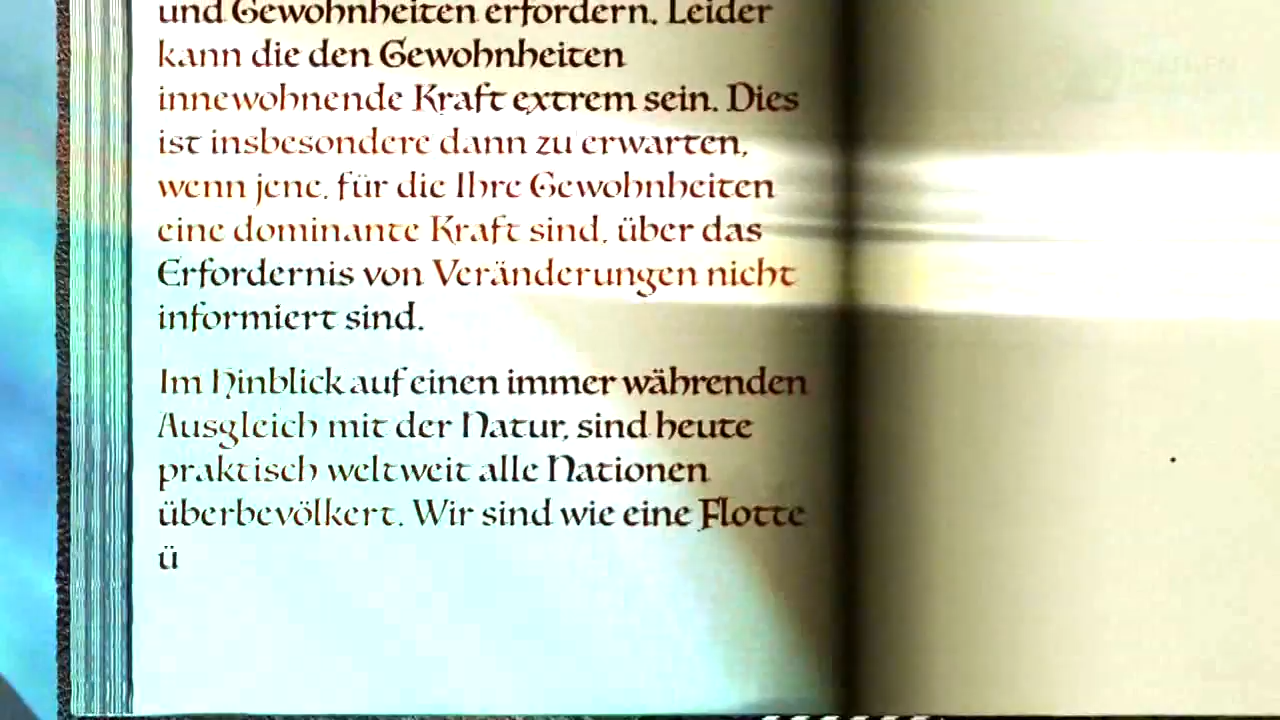 und Gewohnheiten erfordern. Leider
kann die den Gewohnheiten
innewohnende Kraft extrem sein. Dies
ist insbesondere dann zu erwarten,
wenn jene, für die Ihre Gewohnheiten
eine dominante Kraft sind, über das
Erfordernis von Veränderungen nicht
informiert sind.
Im Hinblick auf einen immer währenden
Ausgleich mit der Natur, sind heute
praktisch weltweit alle Nationen
überbevölkert. Wir sind wie eine Flotte
ü